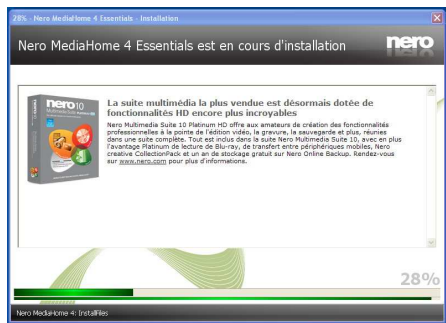 28% - Nero MediaHome 4 Essentials - Installation
Nero MediaHome 4 Essentials est en cours d'installation
nero
nero 10
La suite multimédia la plus vendue est désormais dotée de
fonctionnalités HD encore plus incroyables
Nero Multimedia Suite 10 Platinum HD offre aux amateurs de création des fonctionnalités
professionnelles à la pointe de l'édition vidéo, la gravure, la sauvegarde et plus, réunies
dans une suite complète. Tout est inclus dans la suite Nero Multimedia Suite 10, avec en plus
l'avantage Platinum de lecture de Blu-ray, de transfert entre périphériques mobiles, Nero
creative CollectionPack et un an de stockage gratuit sur Nero Online Backup. Rendez-vous
sur www.nero.com pour plus d'informations.
28%
Nero MediaHome 4: InstallFiles